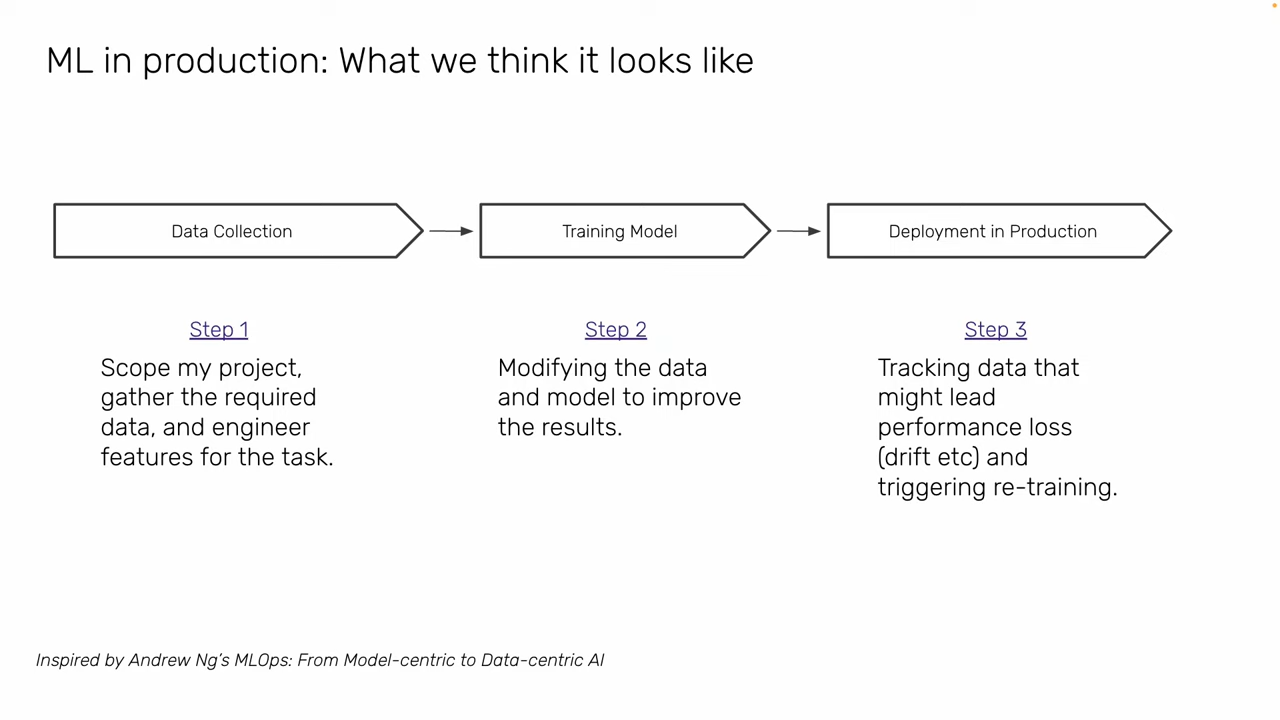 ML in production: What we think it looks like
Data Collection
Training Model
Deployment in Production
Step 1
Scope my project,
gather the required
data, and engineer
features for the task.
Step 2
Modifying the data
and model to improve
the results.
Step 3
Tracking data that
might lead
performance loss
(drift etc) and
triggering re-training.
Inspired by Andrew Ng's MLOps: From Model-centric to Data-centric AI